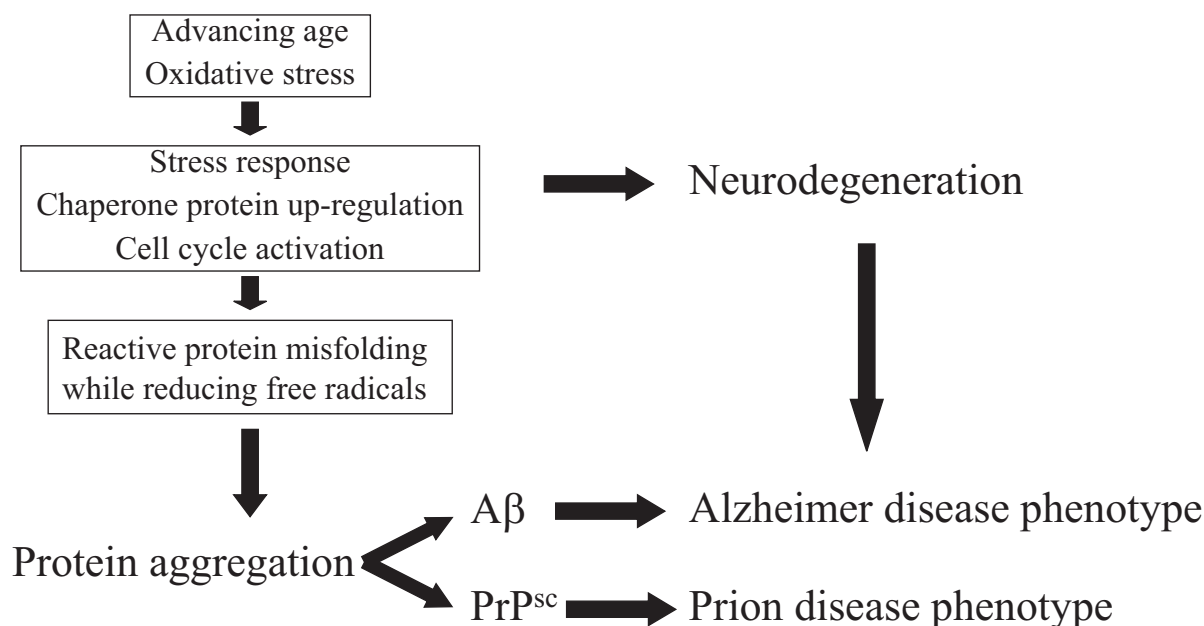 Advancing age
Oxidative stress
Stress response
Chaperone protein up-regulation
Cell cycle activation
Neurodegeneration
Reactive protein misfolding
while reducing free radicals
Protein aggregation
Aβ
Alzheimer disease phenotype
PrPˢᶜ
Prion disease phenotype